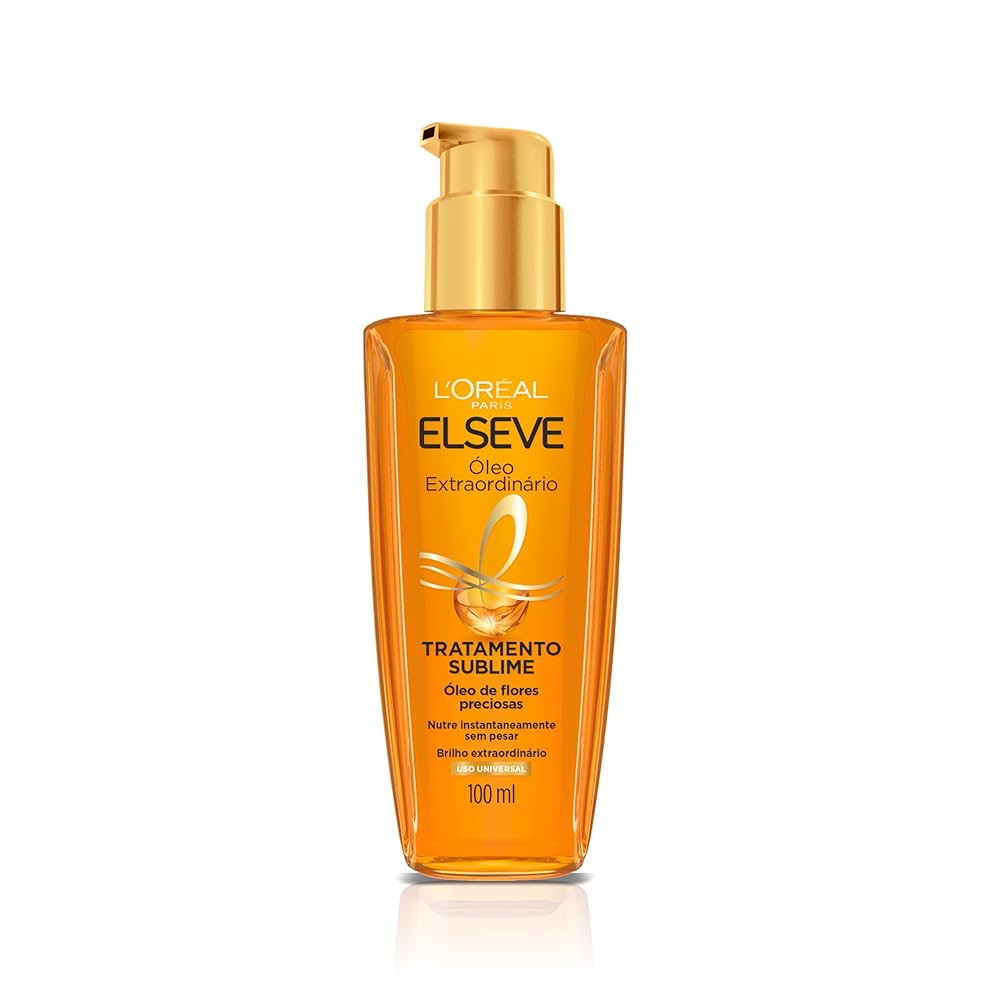 L'ORÉAL
PARIS
ELSEVE
Óleo
Extraordinário
TRATAMENTO
SUBLIME
Óleo de flores
preciosas
Nutre instantaneamente
sem pesar
Brilho extraordinário
USO UNIVERSAL
100 ml